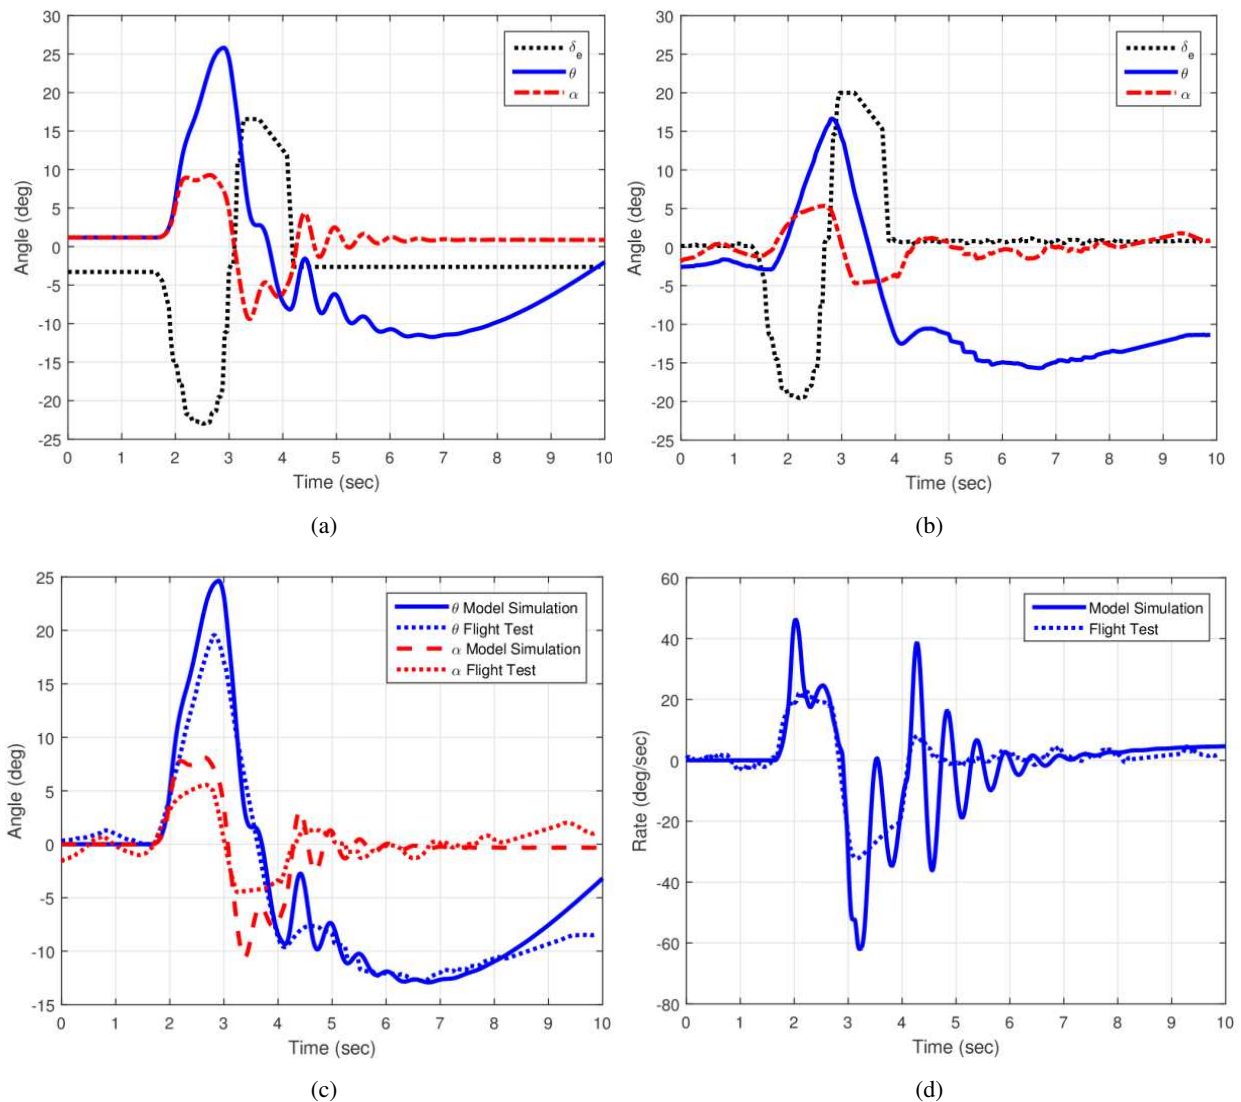 30
25
20
15
10
5
0
-5
-10
-15
-20
-25
Angle (deg)
0 1 2 3 4 5 6 7 8 9 10
Time (sec)
δe
θ
α
(a)
30
25
20
15
10
5
0
-5
-10
-15
-20
-25
Angle (deg)
0 1 2 3 4 5 6 7 8 9 10
Time (sec)
δe
θ
α
(b)
25
20
15
10
5
0
-5
-10
-15
Angle (deg)
0 1 2 3 4 5 6 7 8 9 10
Time (sec)
θ Model Simulation
θ Flight Test
α Model Simulation
α Flight Test
(c)
60
40
20
0
-20
-40
-60
-80
Rate (deg/sec)
0 1 2 3 4 5 6 7 8 9 10
Time (sec)
Model Simulation
Flight Test
(d)